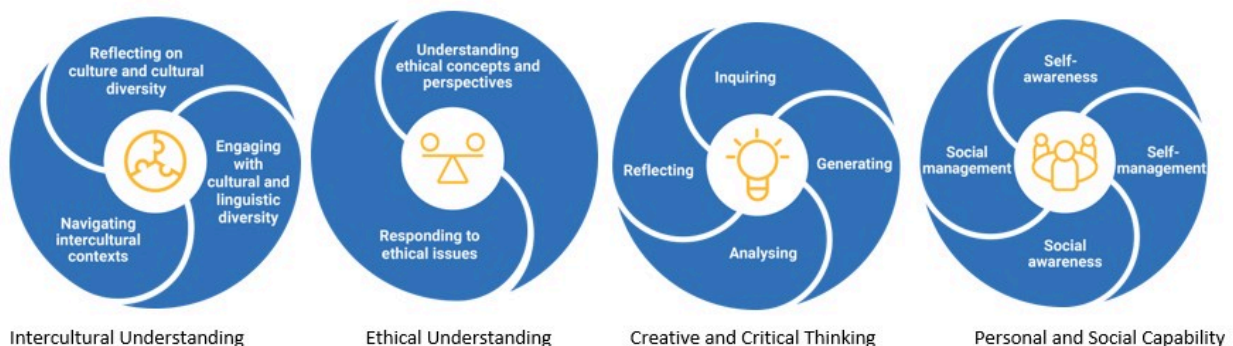 Reflecting on
culture and cultural
diversity
Engaging
with
cultural and
linguistic
diversity
Navigating
intercultural
contexts
Understanding
ethical concepts and
perspectives
Responding to
ethical issues
Inquiring
Generating
Analysing
Reflecting
Self-
awareness
Self-
management
Social
awareness
Social
management
Intercultural Understanding
Ethical Understanding
Creative and Critical Thinking
Personal and Social Capability